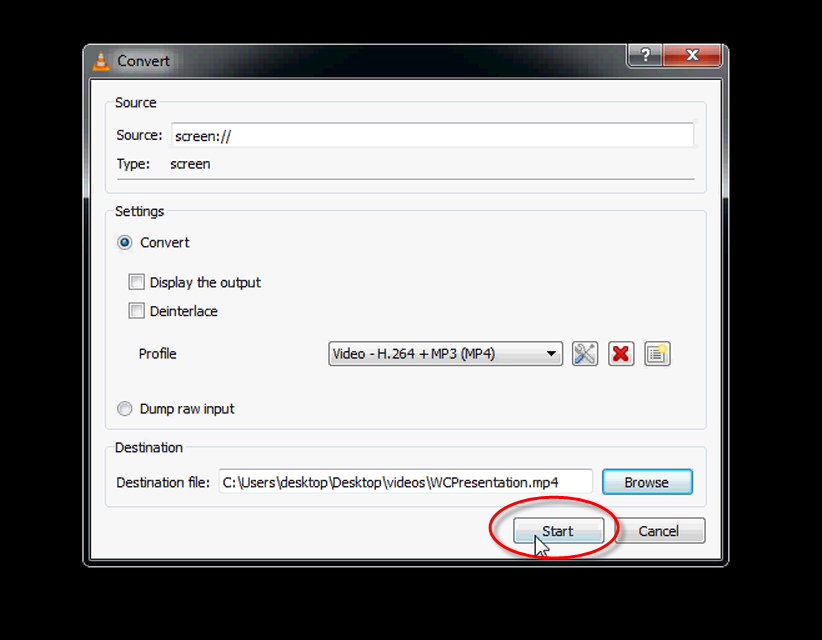 Convert
?
Source
Source: screen://
Type: screen
Settings
Convert
Display the output
Deinterlace
Profile Video - H.264 + MP3 (MP4)
Dump raw input
Destination
Destination file: C:\Users\desktop\Desktop\videos\WCPresentation.mp4 Browse
Start Cancel